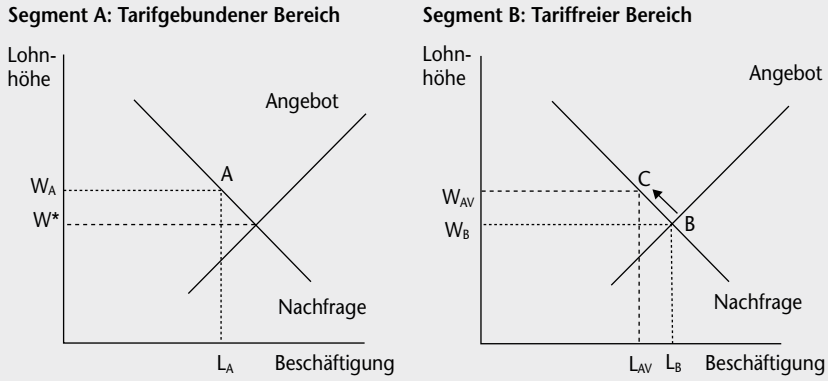 Segment A: Tarifgebundener Bereich
Lohn-
höhe
Angebot
A
W_A
W*
Nachfrage
L_A
Beschäftigung
Segment B: Tariffreier Bereich
Lohn-
höhe
Angebot
C
W_AV
W_B
B
Nachfrage
L_AV
L_B
Beschäftigung